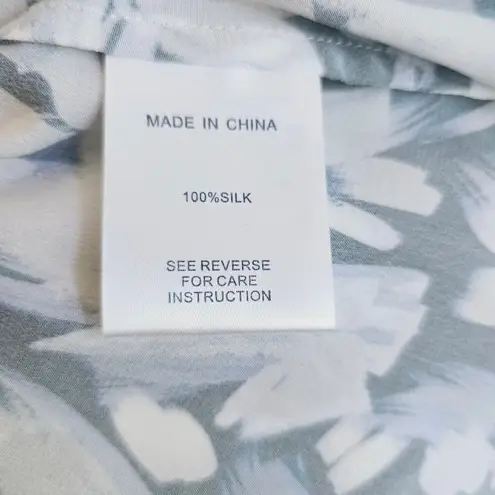 MADE IN CHINA
100%SILK
SEE REVERSE
FOR CARE
INSTRUCTION